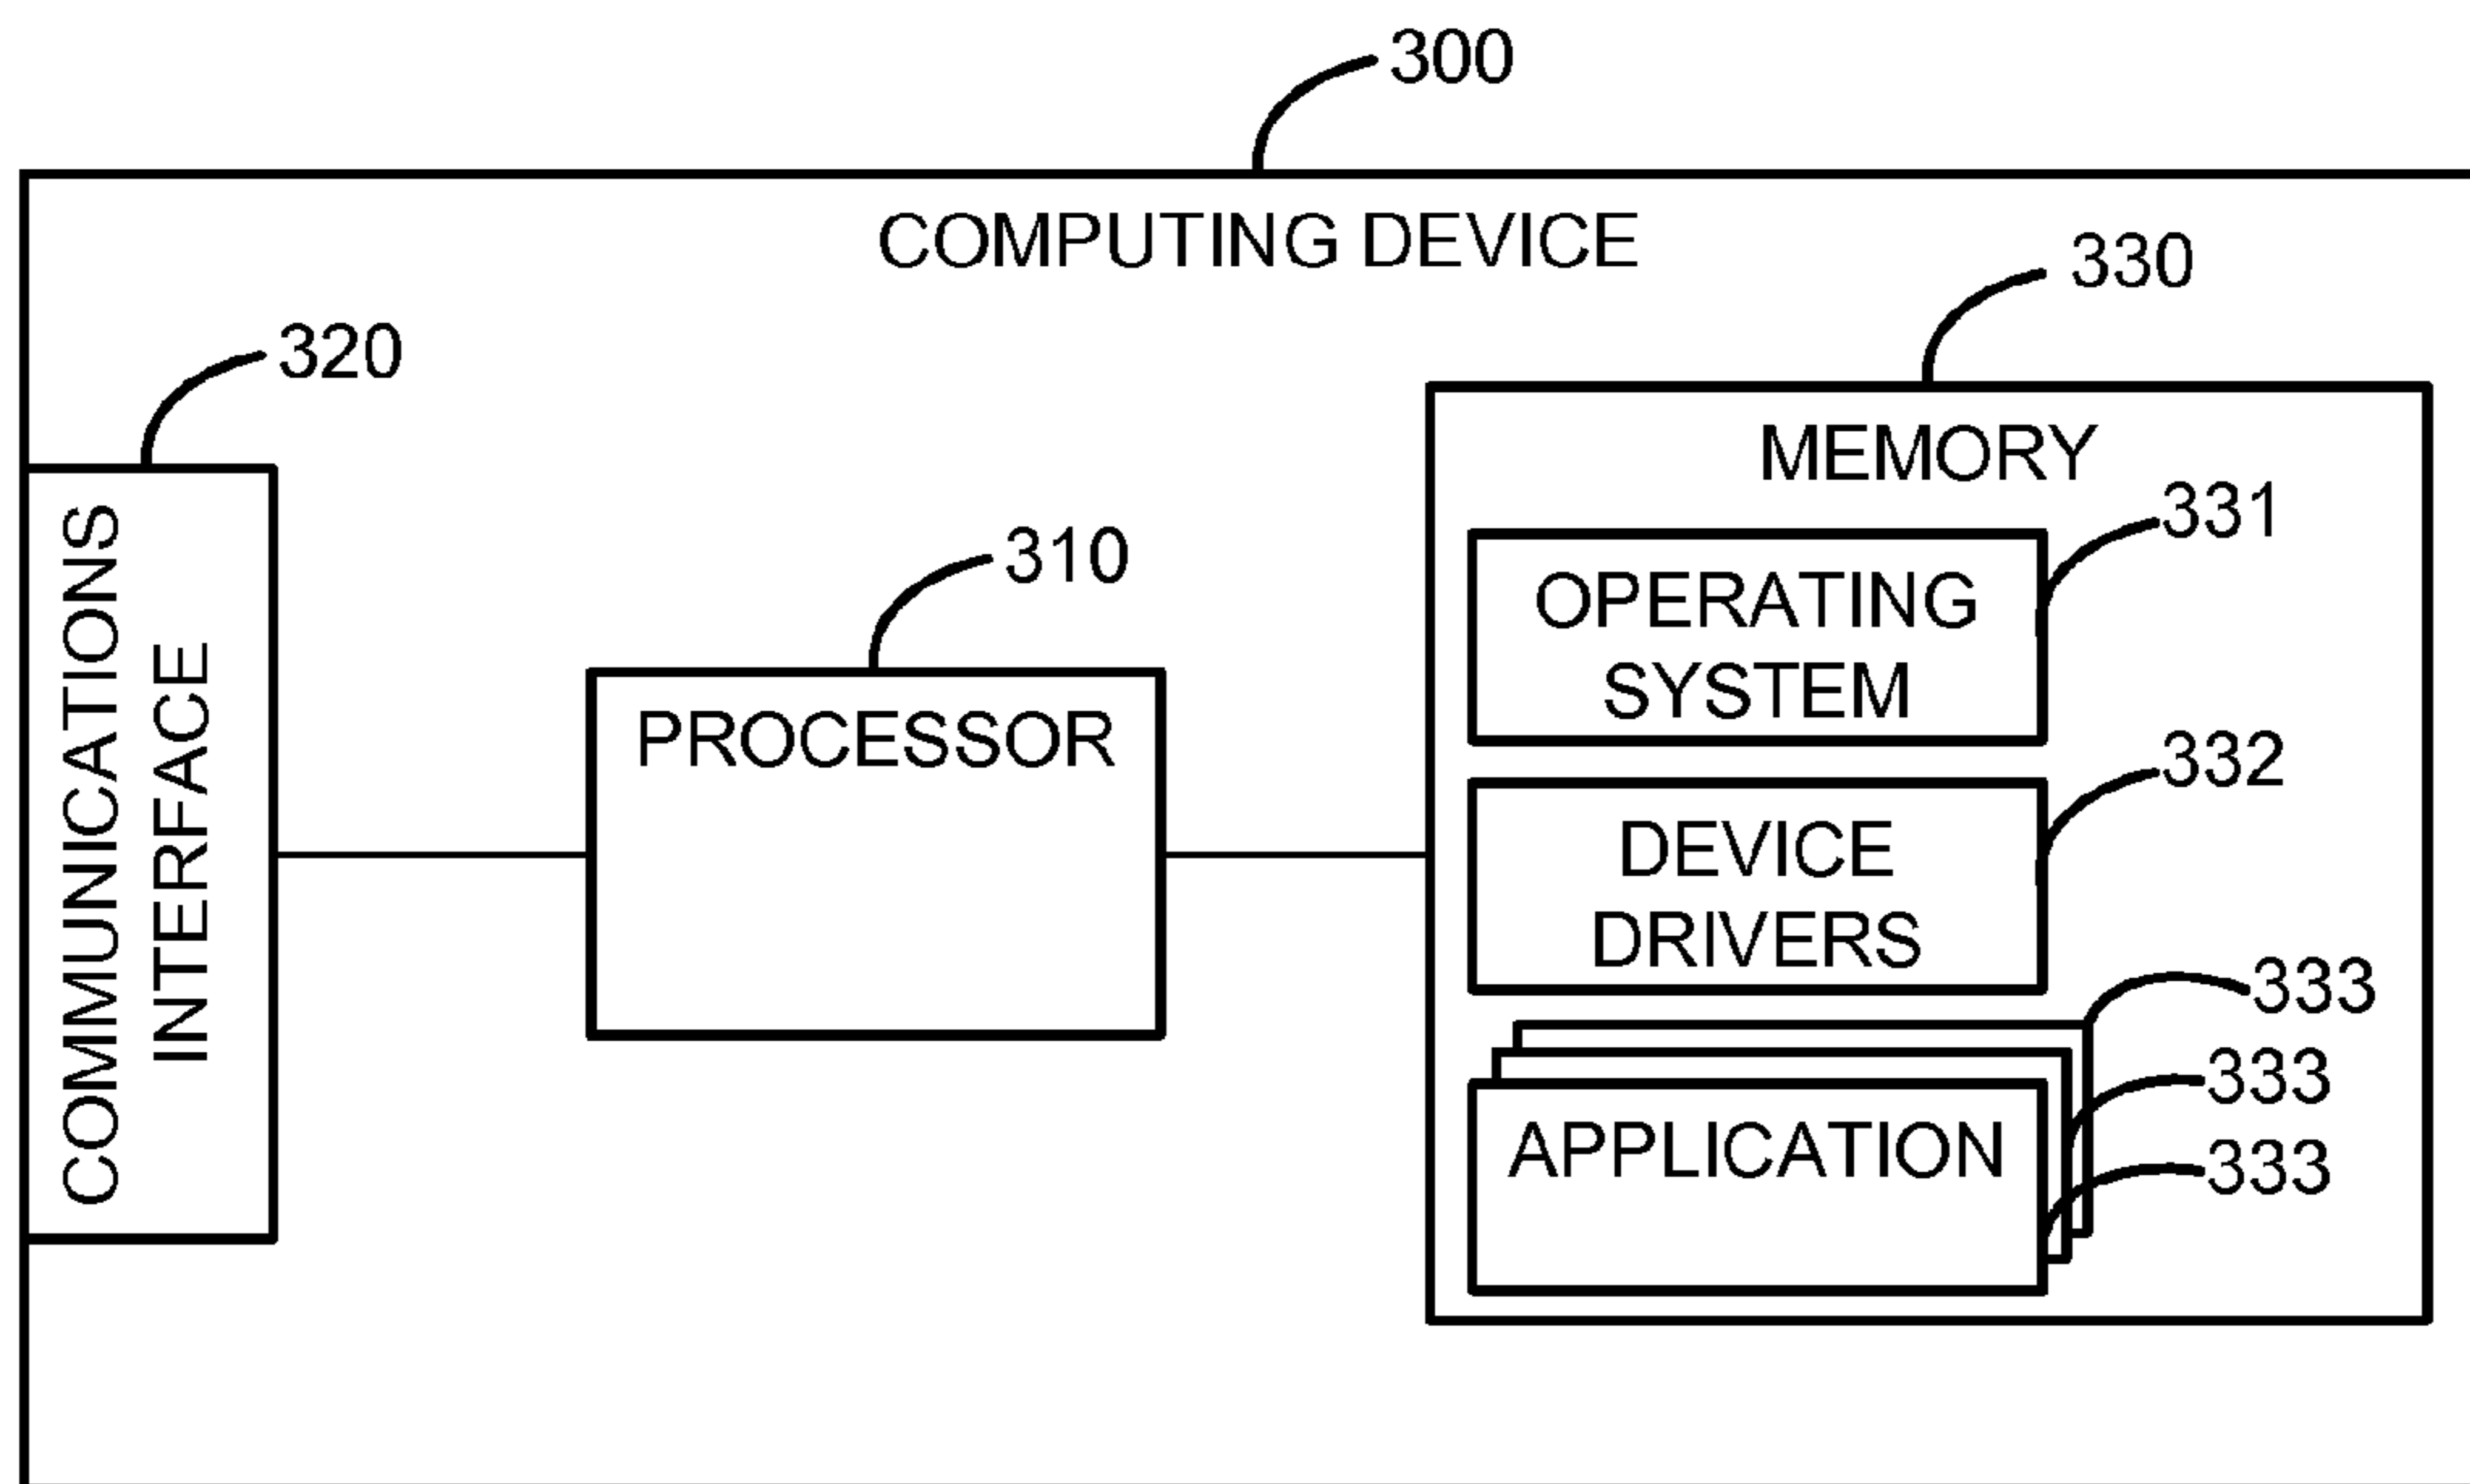 300
COMPUTING DEVICE
330
320
MEMORY
331
310
OPERATING
SYSTEM
COMMUNICATIONS
INTERFACE
PROCESSOR
332
DEVICE
DRIVERS
333
333
APPLICATION
333